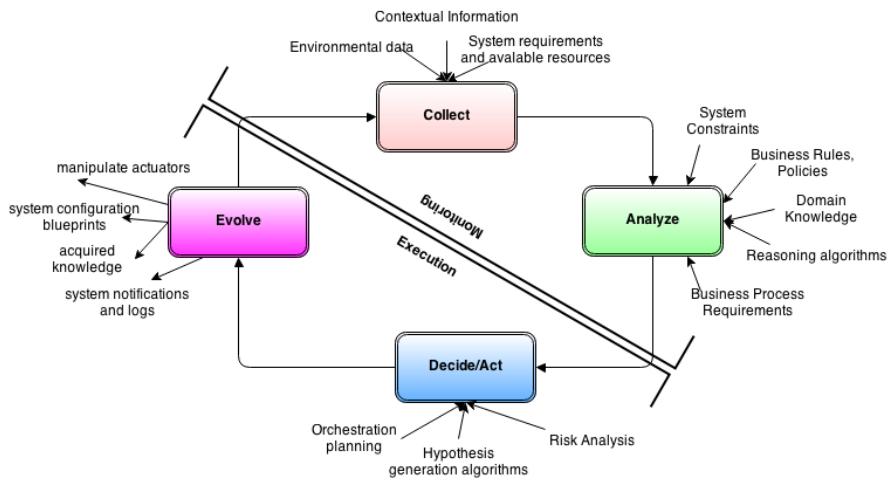 Contextual Information
Environmental data
System requirements
and avalable resources
Collect
System
Constraints
Business Rules,
Policies
manipulate actuators
Domain
Knowledge
system configuration
blueprints
Evolve
Monitoring
Analyze
Execution
acquired
knowledge
Reasoning algorithms
system notifications
and logs
Business Process
Requirements
Decide/Act
Orchestration
planning
Risk Analysis
Hypothesis
generation algorithms